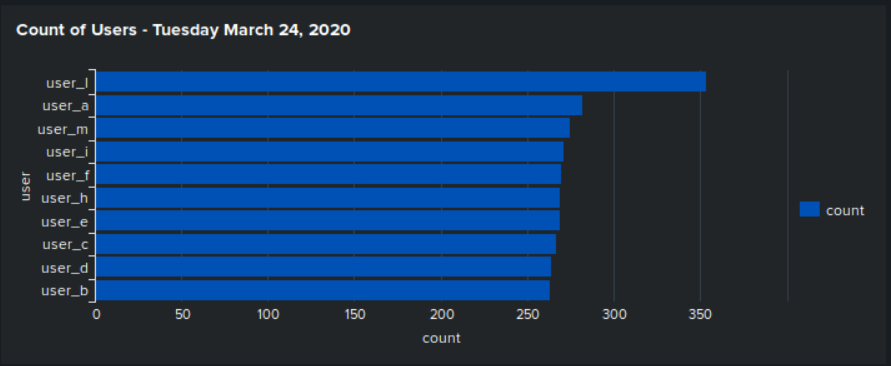 Count of Users - Tuesday March 24, 2020
user_l
user_a
user_m
user_i
user_f
user_h
user_e
user_c
user_d
user_b
user
0 50 100 150 200 250 300 350
count
count